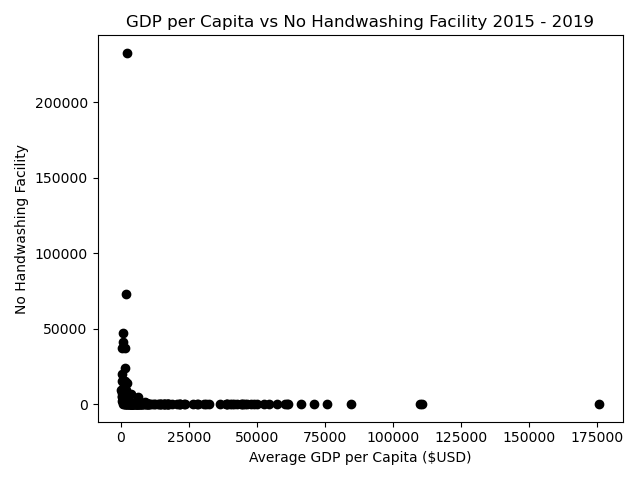 GDP per Capita vs No Handwashing Facility 2015 - 2019
No Handwashing Facility
200000
150000
100000
50000
0
0 25000 50000 75000 100000 125000 150000 175000
Average GDP per Capita ($USD)